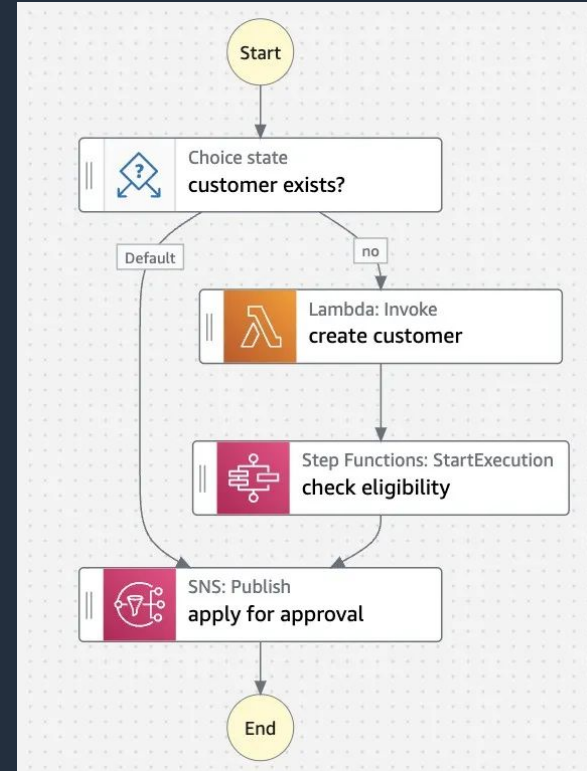 Start
Choice state
customer exists?
Default
no
Lambda: Invoke
create customer
Step Functions: StartExecution
check eligibility
SNS: Publish
apply for approval
End